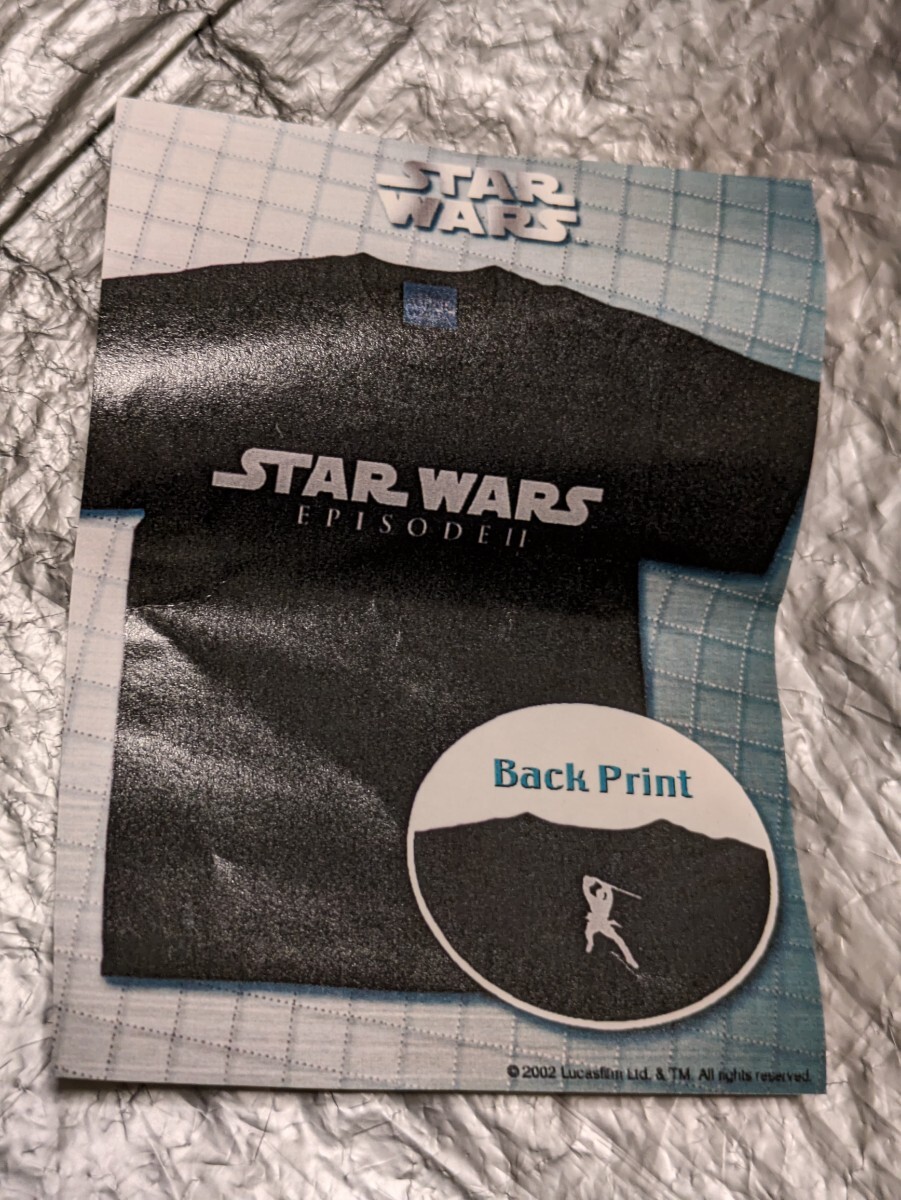 STAR
WARS
STAR WARS
EPISODE II
Back Print
© 2002 Lucasfilm Ltd. & TM. All rights reserved.